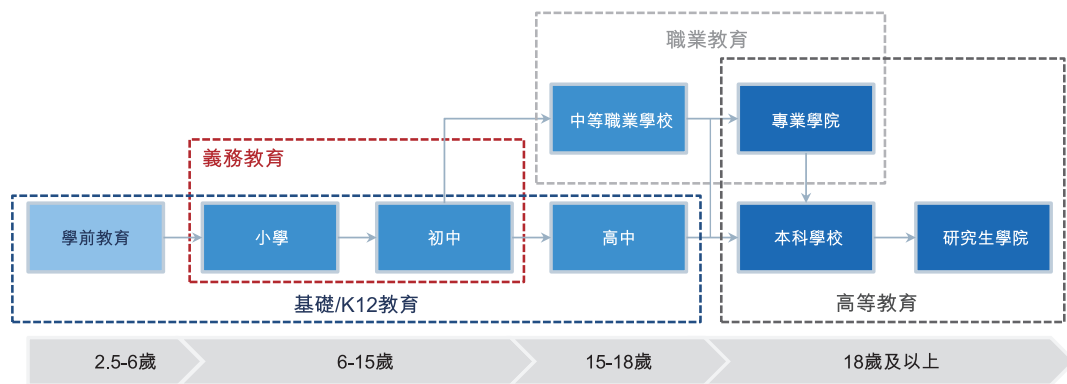 職業教育
中等職業學校
專業學院
義務教育
學前教育
小學
初中
高中
本科學校
研究生學院
基礎/K12教育
高等教育
2.5-6歲
6-15歲
15-18歲
18歲及以上